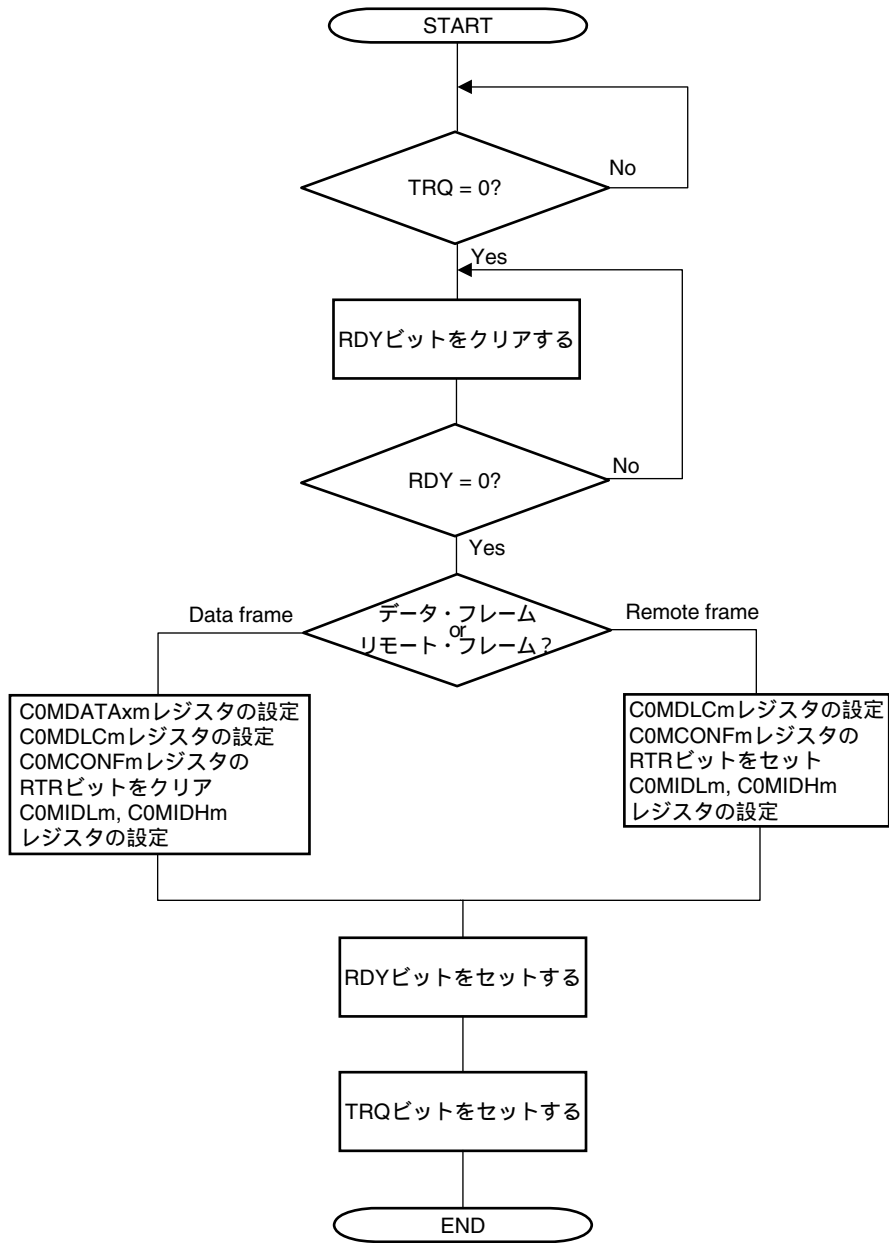 START
TRQ = 0?
No
Yes
RDYビットをクリアする
RDY = 0?
No
Yes
データ・フレーム
or
リモート・フレーム？
Data frame
Remote frame
C0MDATAxmレジスタの設定
C0MDLCmレジスタの設定
C0MCONFmレジスタの
RTRビットをクリア
C0MIDLm, C0MIDHm
レジスタの設定
C0MDLCmレジスタの設定
C0MCONFmレジスタの
RTRビットをセット
C0MIDLm, C0MIDHm
レジスタの設定
RDYビットをセットする
TRQビットをセットする
END